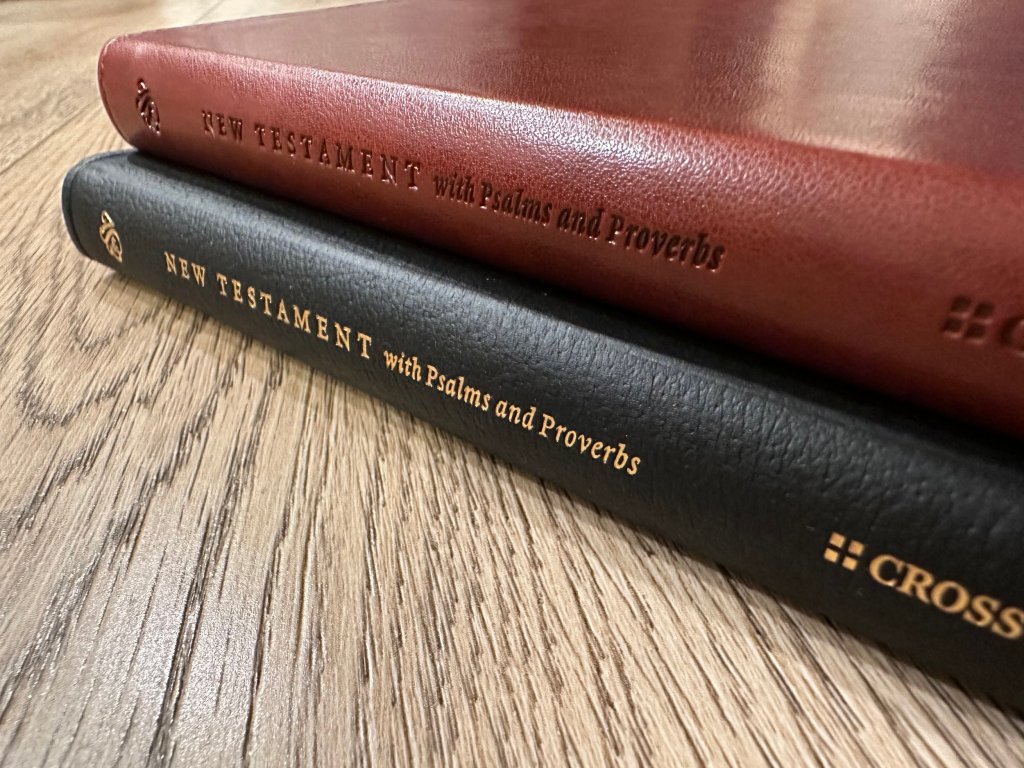 NEW TESTAMENT with Psalms and Proverbs
C
NEW TESTAMENT with Psalms and Proverbs
CROSS